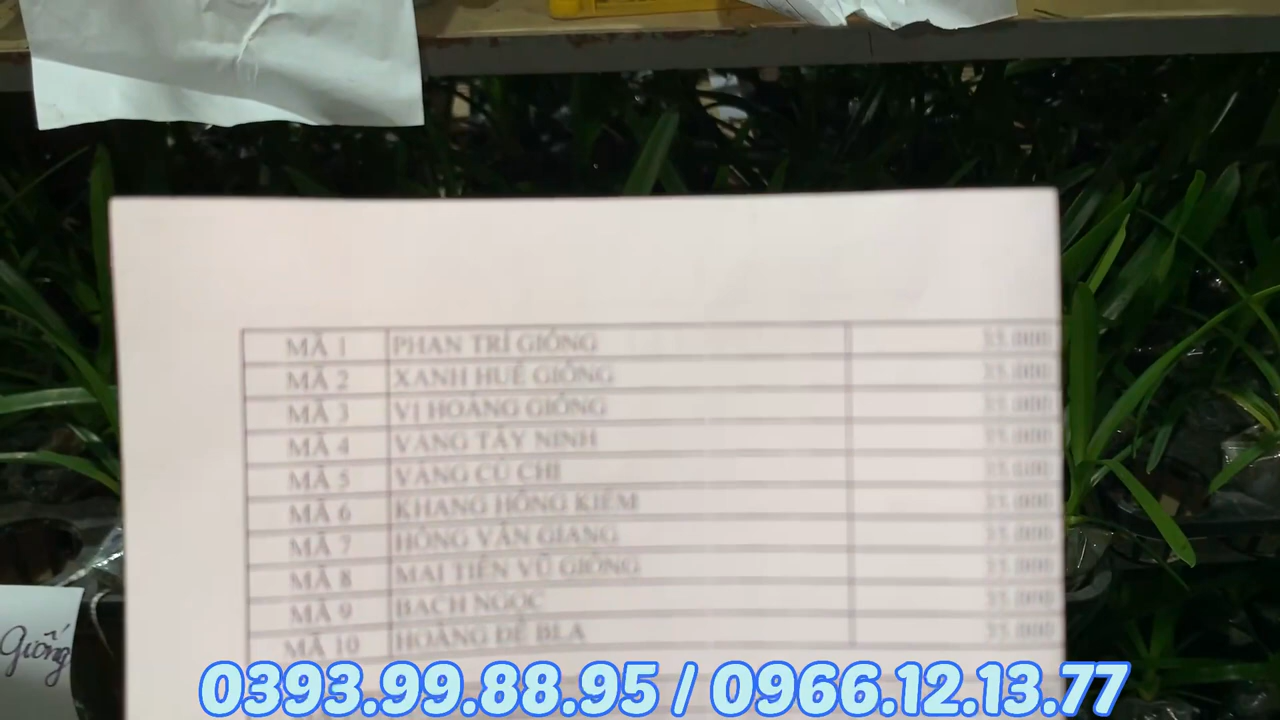 MÃ 1 PHAN TRÍ GIỐNG 35.000
MÃ 2 XANH HUẾ GIỐNG 35.000
MÃ 3 VỊ HOÀNG GIỐNG 35.000
MÃ 4 VÀNG TÂY NINH 35.000
MÃ 5 VÀNG CỦ CHI 35.000
MÃ 6 KHANG HỒNG KIẾM 35.000
MÃ 7 HỒNG VÂN GIANG 35.000
MÃ 8 MAI TIÊN VŨ GIỐNG 35.000
MÃ 9 BẠCH NGỌC 35.000
MÃ 10 HOÀNG ĐẾ BLA 35.000
Giống
0393.99.88.95 / 0966.12.13.77